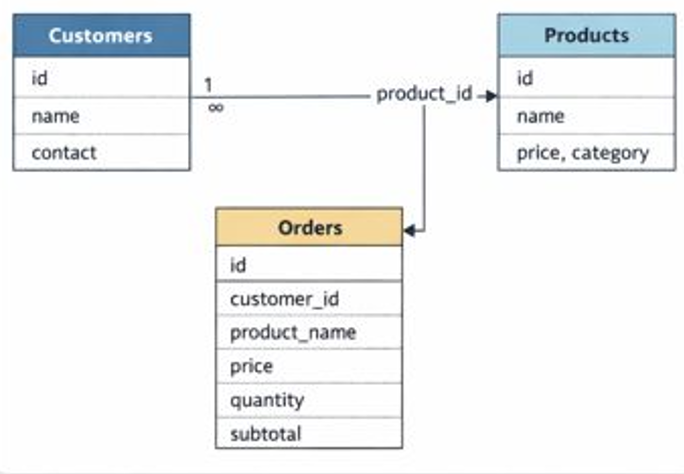 Customers
id
name
contact
1
∞
product_id
Products
id
name
price, category
Orders
id
customer_id
product_name
price
quantity
subtotal